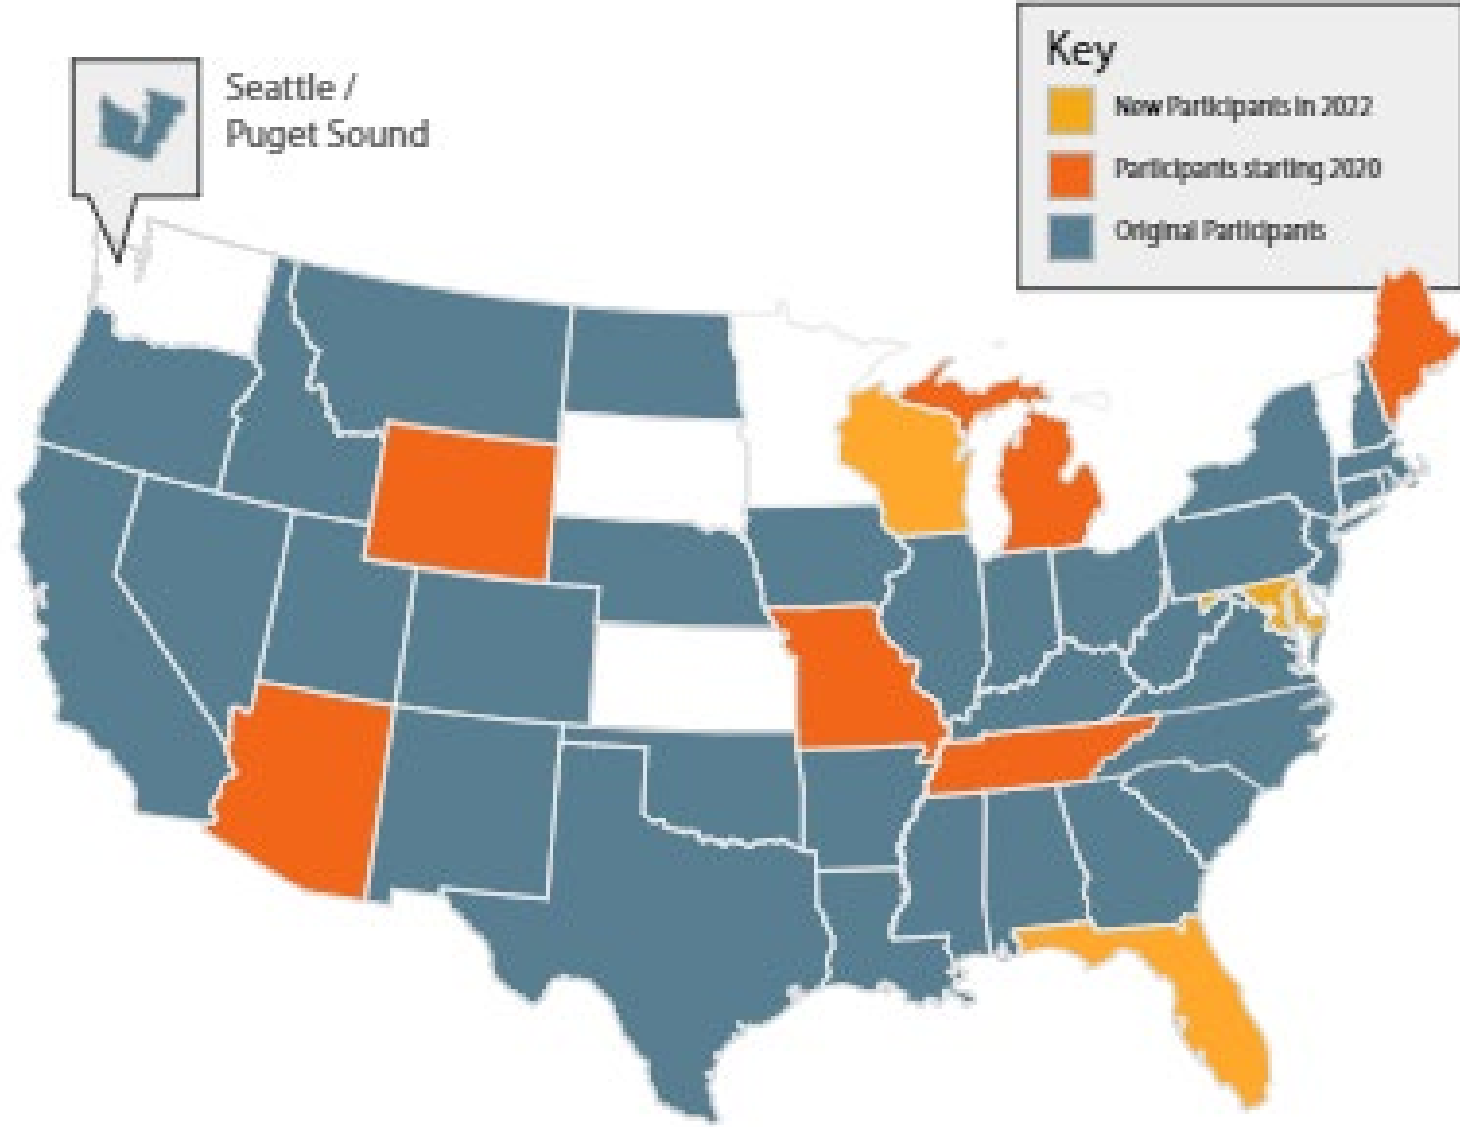 Seattle /
Puget Sound
Key
New Participants in 2022
Participants starting 2020
Original Participants